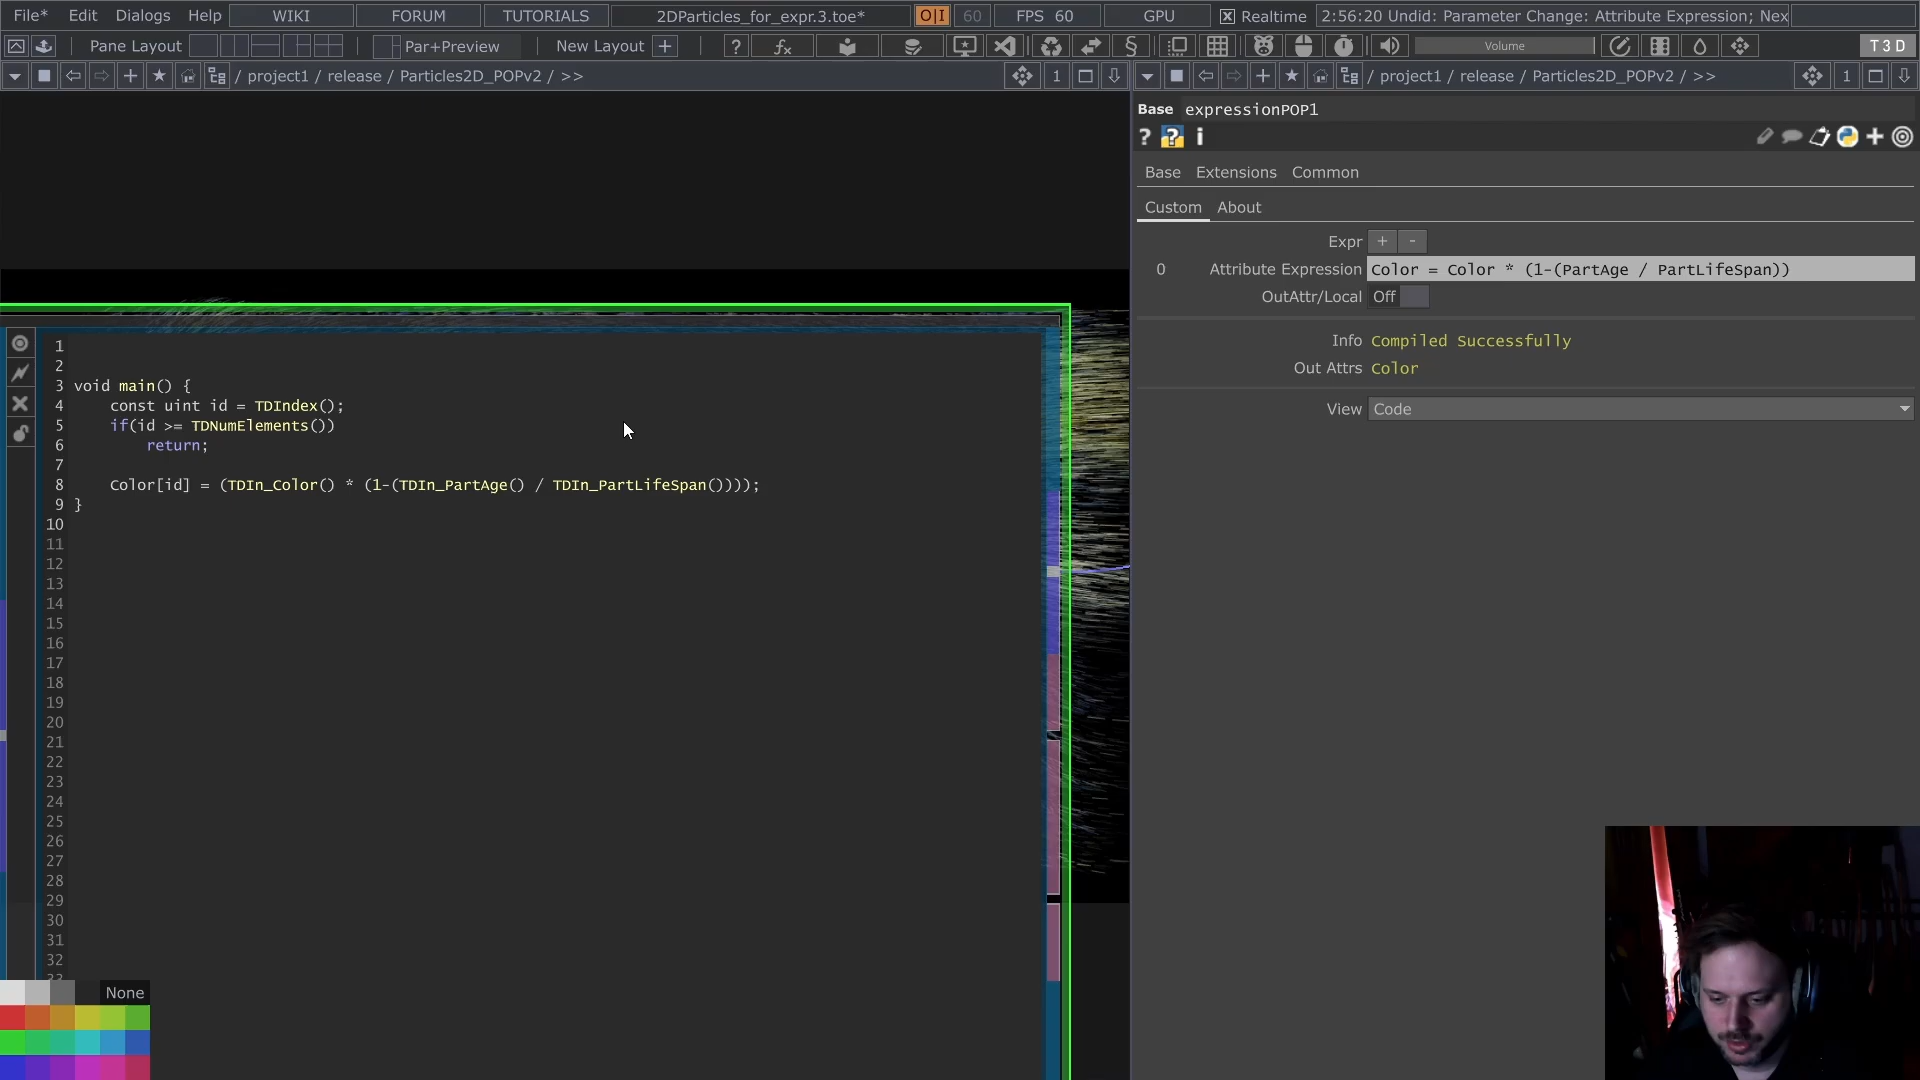 File* Edit Dialogs Help WIKI FORUM TUTORIALS 2DParticles_for_expr.3.toe* O|I 60 FPS 60 GPU Realtime 2:56:20 Undid: Parameter Change: Attribute Expression; Nex
Pane Layout Par+Preview New Layout + ? fx Volume T3D
/ project1 / release / Particles2D_POPv2 / >> 1
/ project1 / release / Particles2D_POPv2 / >> 1
Base expressionPOP1
? ? i
Base Extensions Common
Custom About
Expr + -
0 Attribute Expression Color = Color * (1-(PartAge / PartLifeSpan))
OutAttr/Local Off
Info Compiled Successfully
Out Attrs Color
View Code
1
2
3 void main() {
4 const uint id = TDIndex();
5 if(id >= TDNumElements())
6 return;
7
8 Color[id] = (TDIn_Color() * (1-(TDIn_PartAge() / TDIn_PartLifeSpan())));
9 }
10
11
12
13
14
15
16
17
18
19
20
21
22
23
24
25
26
27
28
29
30
31
32
33
None